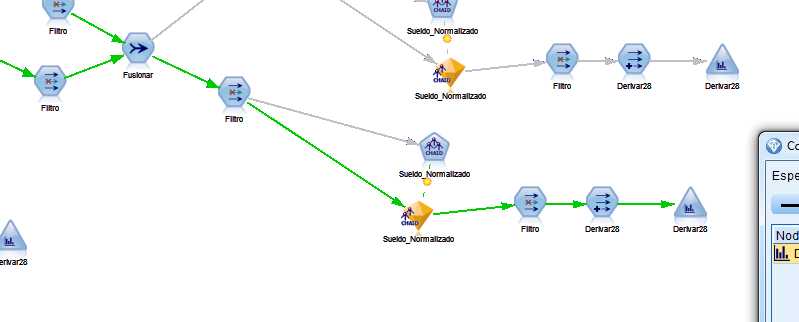 Filtro
Sueldo_Normalizado
CHAID
Fusionar
CHAID
Sueldo_Normalizado
Filtro
Derivar28
Derivar28
Filtro
Filtro
CHAID
Sueldo_Normalizado
CHAID
Sueldo_Normalizado
Filtro
Derivar28
Derivar28
erivar28
Co
Espe
Nod
D